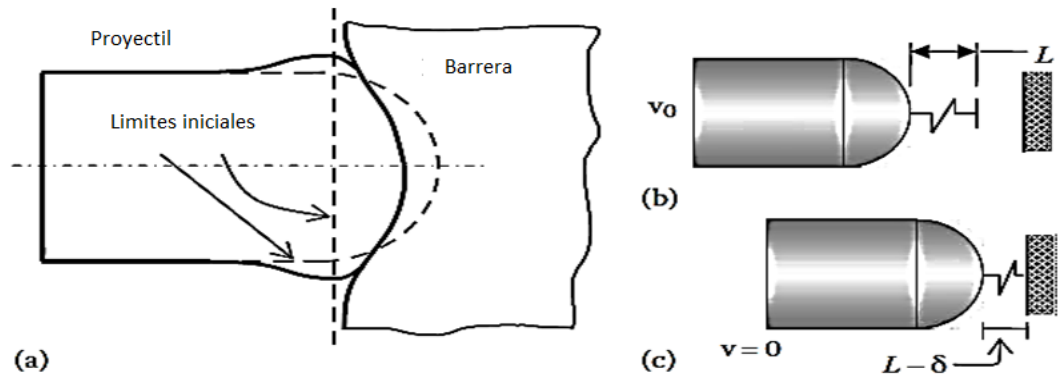 Proyectil
Barrera
Limites iniciales
(a)
v0
L
(b)
(c)
v = 0
L – δ